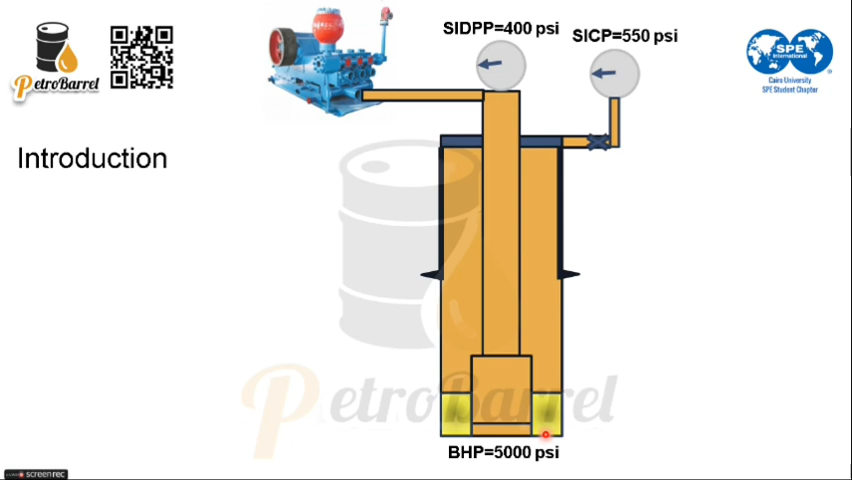 PetroBarrel
SIDPP=400 psi
SICP=550 psi
SPE
International
Cairo University
SPE Student Chapter
Introduction
PetroBarrel
BHP=5000 psi
screenrec